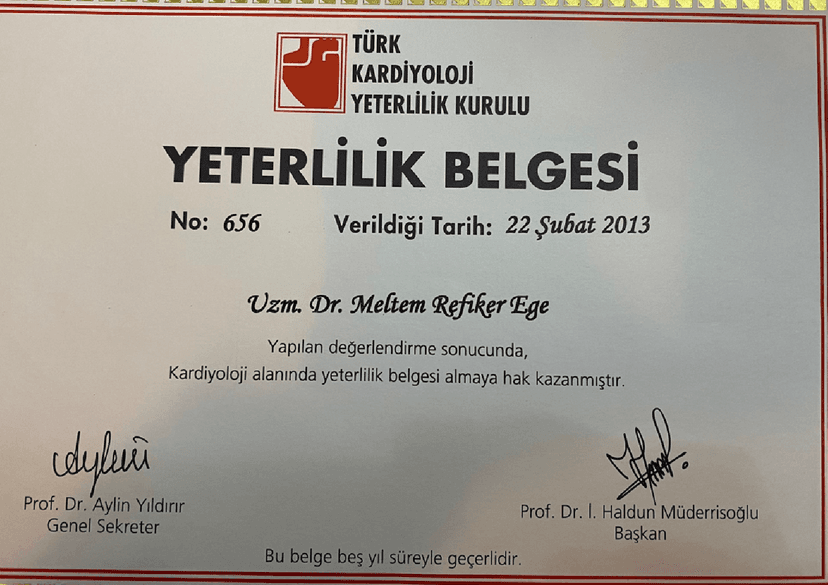 TÜRK
KARDİYOLOJİ
YETERLİLİK KURULU
YETERLİLİK BELGESİ
No: 656 Verildiği Tarih: 22 Şubat 2013
Uzm. Dr. Meltem Refiker Ege
Yapılan değerlendirme sonucunda,
Kardiyoloji alanında yeterlilik belgesi almaya hak kazanmıştır.
Prof. Dr. Aylin Yıldırır
Genel Sekreter
Prof. Dr. İ. Haldun Müderrisoğlu
Başkan
Bu belge beş yıl süreyle geçerlidir.